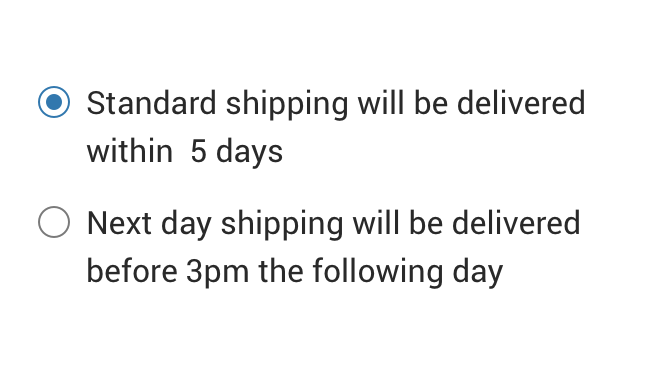 Standard shipping will be delivered
within  5 days
Next day shipping will be delivered
before 3pm the following day